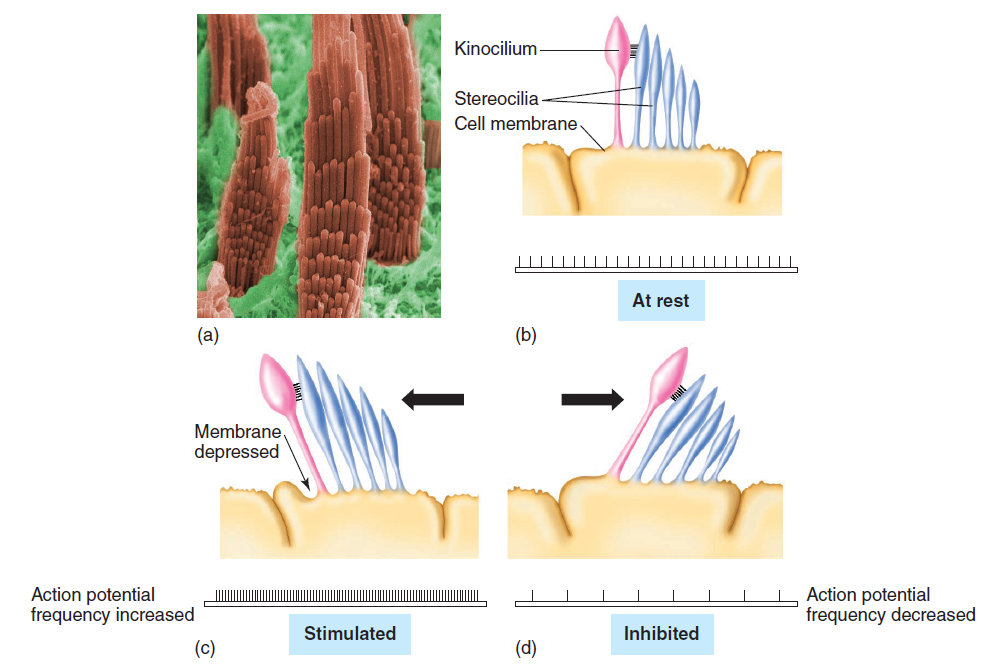 Kinocilium
Stereocilia
Cell membrane
At rest
(a)
(b)
Membrane
depressed
Action potential
frequency increased
Stimulated
(c)
Inhibited
(d)
Action potential
frequency decreased